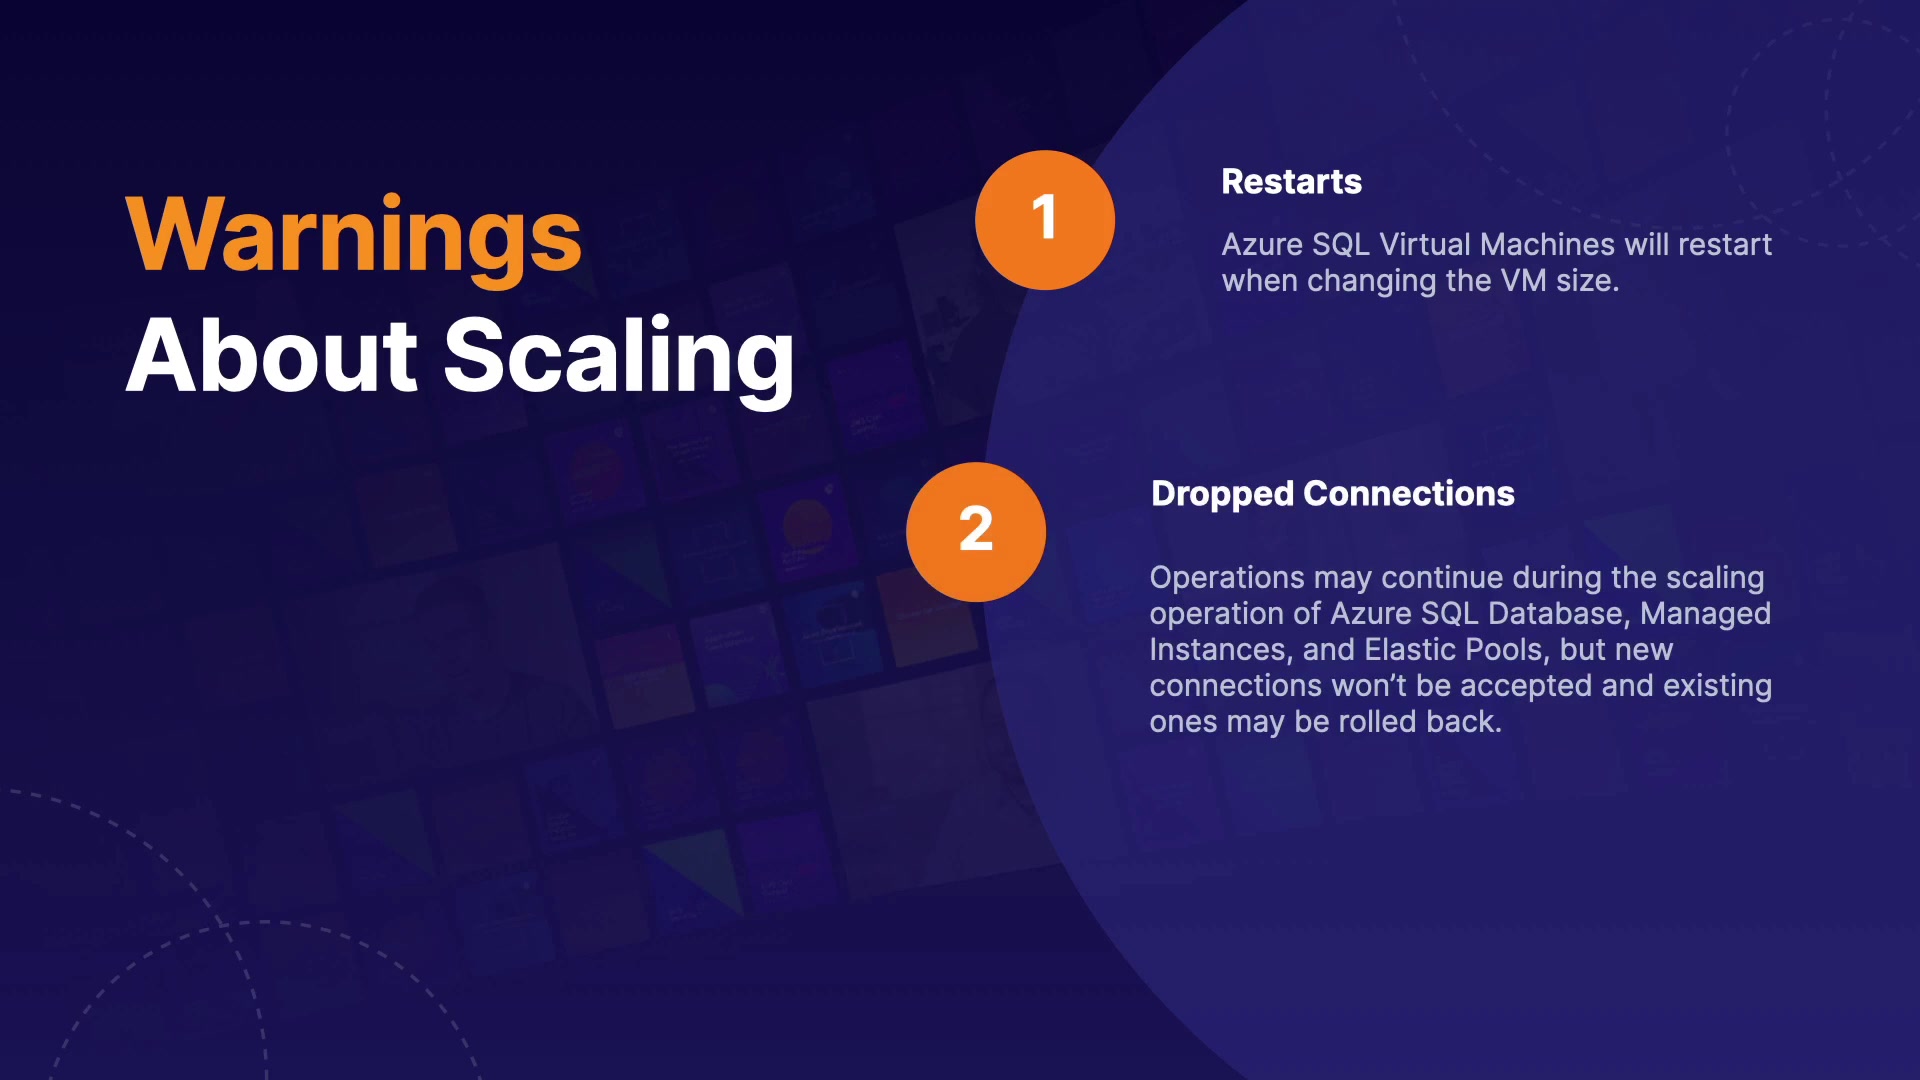 Warnings
About Scaling
1
Restarts
Azure SQL Virtual Machines will restart
when changing the VM size.
2
Dropped Connections
Operations may continue during the scaling
operation of Azure SQL Database, Managed
Instances, and Elastic Pools, but new
connections won’t be accepted and existing
ones may be rolled back.